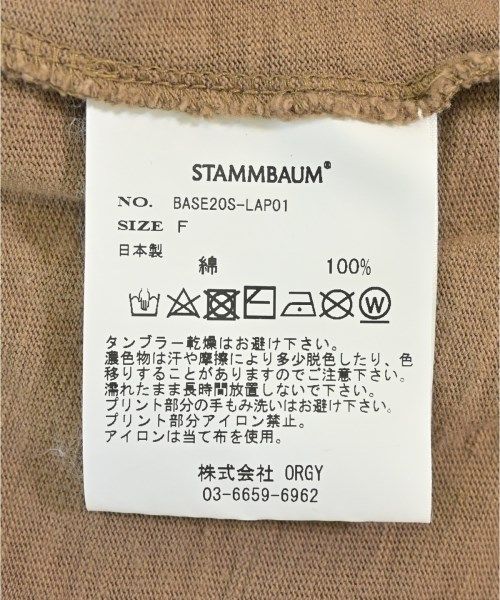 STAMMBAUM®
NO. BASE20S-LAP01
SIZE F
日本製
綿 100%
W
タンブラー乾燥はお避け下さい。
濃色物は汗や摩擦により多少脱色したり、色
移りすることがありますのでご注意下さい。
濡れたまま長時間放置しないで下さい。
プリント部分の手もみ洗いはお避け下さい。
プリント部分アイロン禁止。
アイロンは当て布を使用。
株式会社 ORGY
03-6659-6962